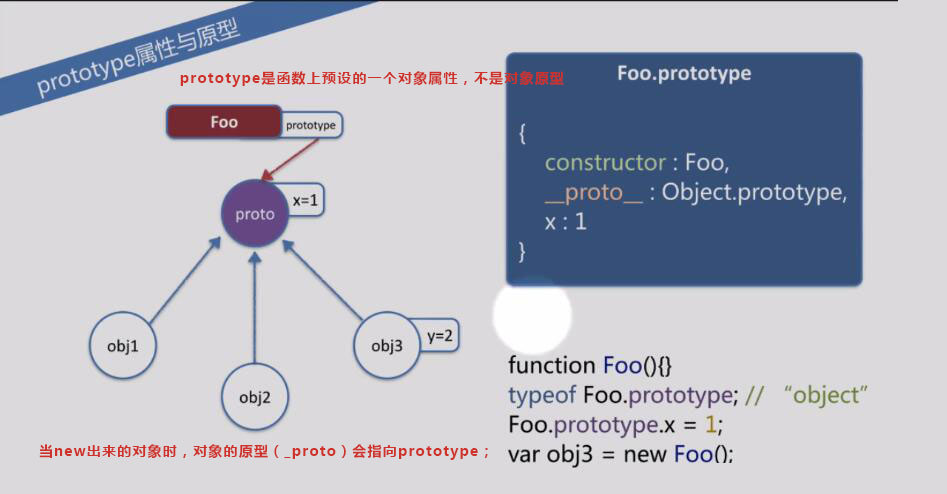 prototype属性与原型
prototype是函数上预设的一个对象属性，不是对象原型
Foo
prototype
proto
x=1
obj1
obj2
obj3
y=2
当new出来的对象时，对象的原型（_proto）会指向prototype；
Foo.prototype
{
constructor : Foo,
__proto__ : Object.prototype,
x : 1
}
function Foo(){}
typeof Foo.prototype; // “object”
Foo.prototype.x = 1;
var obj3 = new Foo();